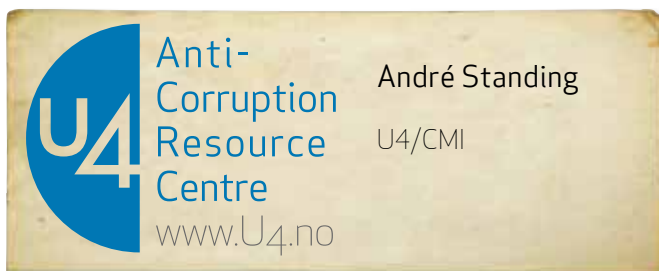 U4
Anti-
Corruption
Resource
Centre
www.U4.no
André Standing
U4/CMI